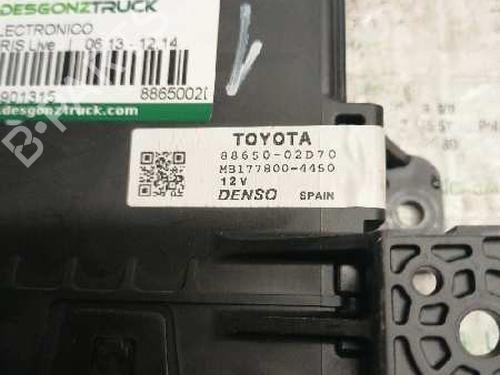 DESGONZTRUCK
LECTRONICO
RIS Live / 06.13 - 12.14
901315
8865002
desgonztruck.com
TOYOTA
88650-02D70
MB177800-4450
12V
DENSO SPAIN